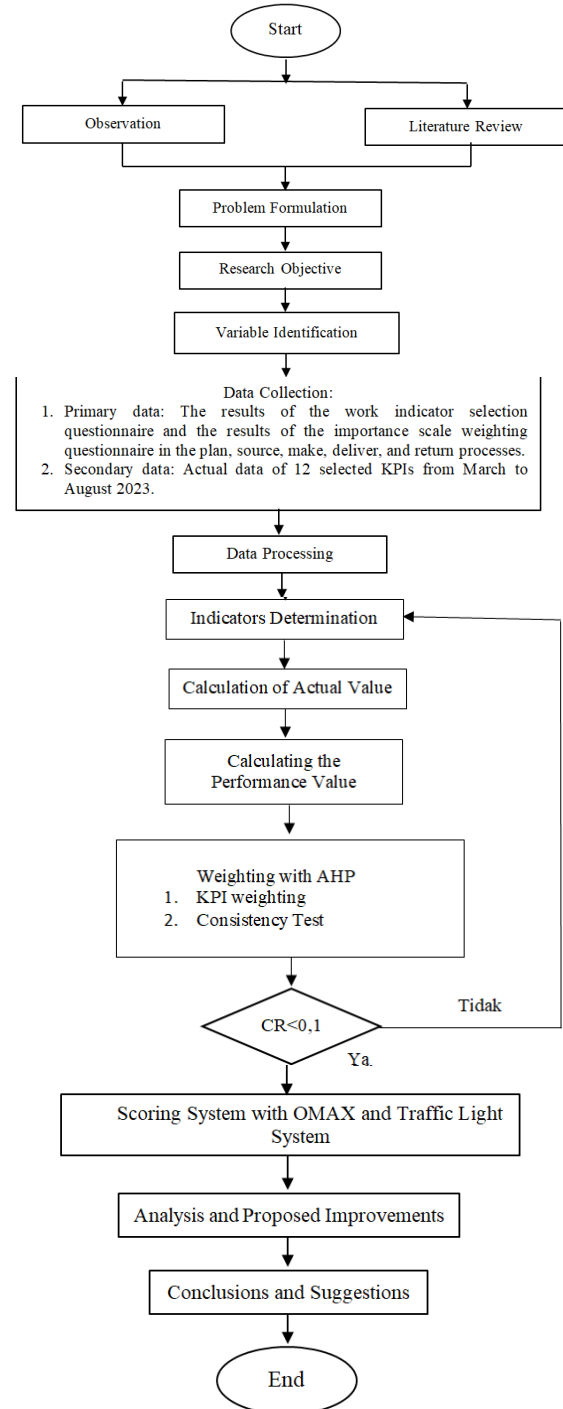 Start
Observation
Literature Review
Problem Formulation
Research Objective
Variable Identification
Data Collection:
1. Primary data: The results of the work indicator selection
questionnaire and the results of the importance scale weighting
questionnaire in the plan, source, make, deliver, and return processes.
2. Secondary data: Actual data of 12 selected KPIs from March to
August 2023.
Data Processing
Indicators Determination
Calculation of Actual Value
Calculating the
Performance Value
Weighting with AHP
1. KPI weighting
2. Consistency Test
Tidak
CR<0,1
Ya.
Scoring System with OMAX and Traffic Light
System
Analysis and Proposed Improvements
Conclusions and Suggestions
End